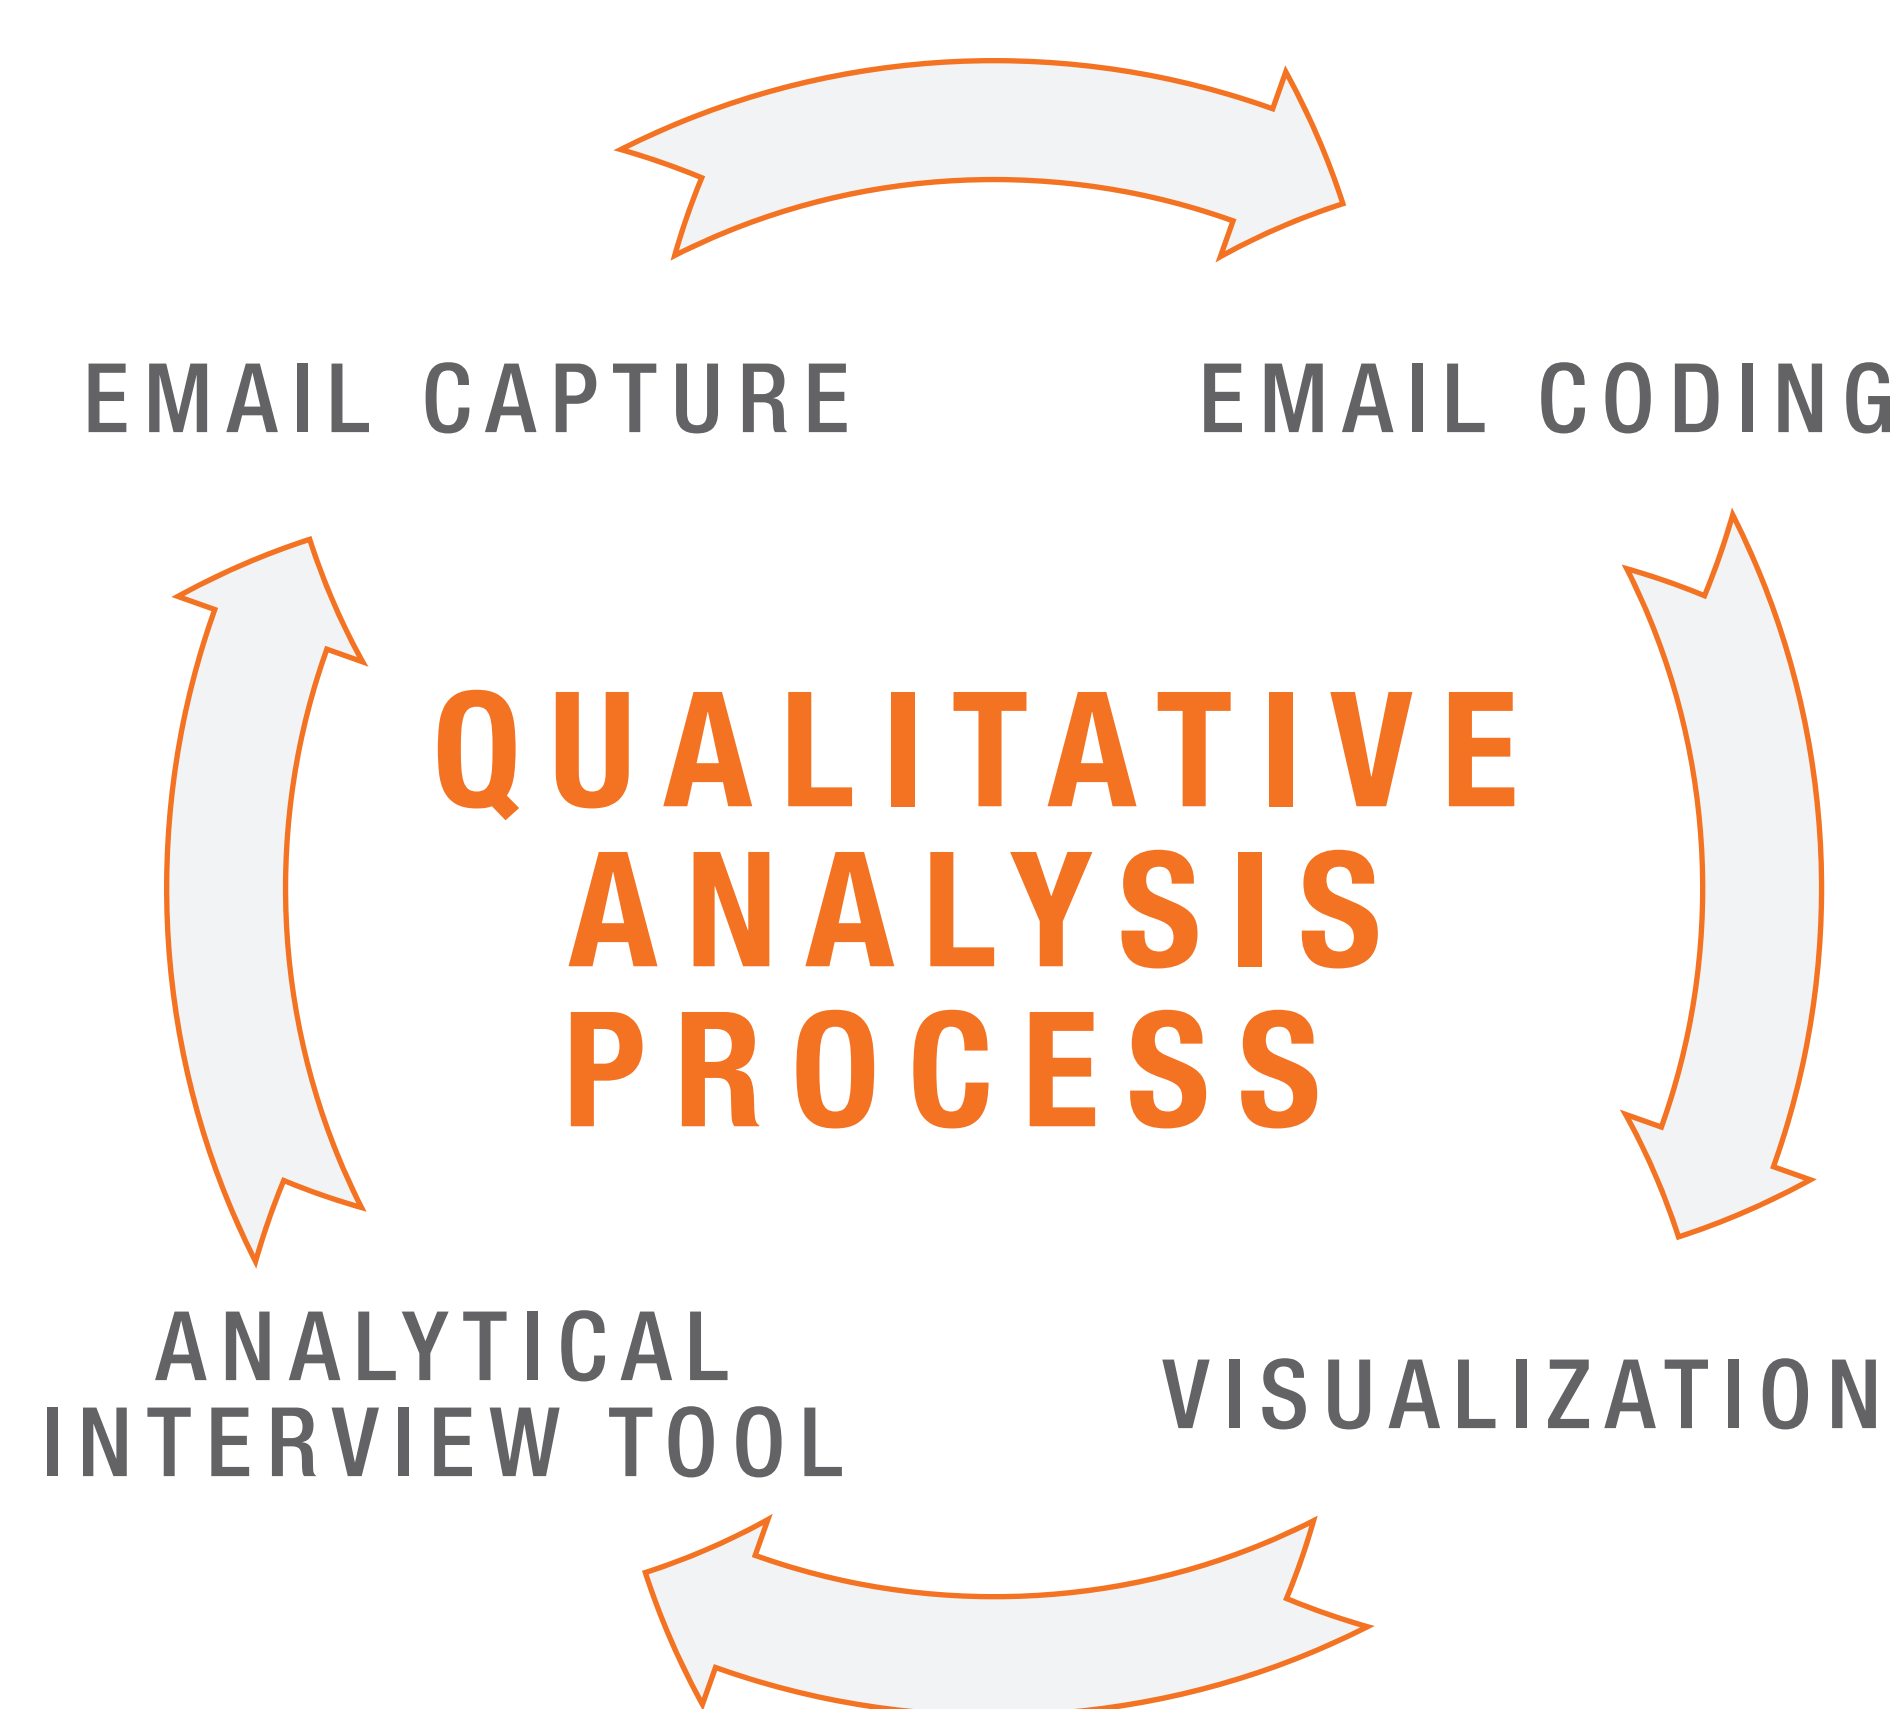 EMAIL CAPTURE
EMAIL CODING
QUALITATIVE
ANALYSIS
PROCESS
ANALYTICAL
INTERVIEW TOOL
VISUALIZATION